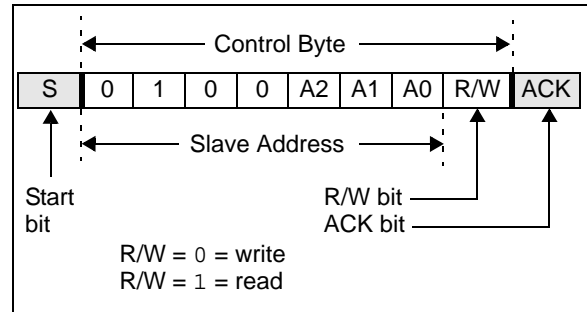 Control Byte
S 0 1 0 0 A2 A1 A0 R/W ACK
Slave Address
Start
bit
R/W bit
ACK bit
R/W = 0 = write
R/W = 1 = read